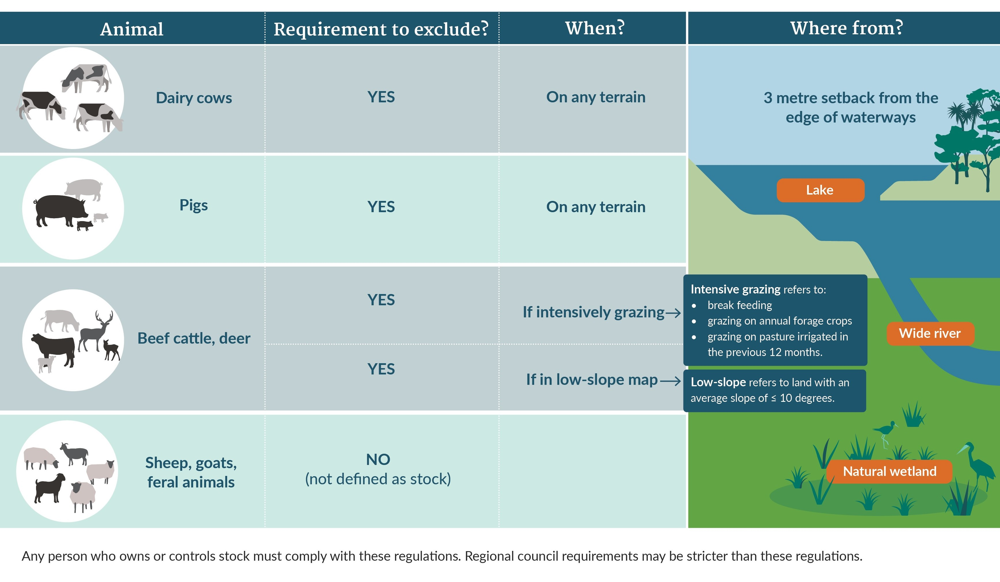 Animal
Requirement to exclude?
When?
Where from?
Dairy cows
YES
On any terrain
3 metre setback from the
edge of waterways
Pigs
YES
On any terrain
Lake
Beef cattle, deer
YES
If intensively grazing→
Intensive grazing refers to:
• break feeding
• grazing on annual forage crops
• grazing on pasture irrigated in
the previous 12 months.
Wide river
YES
If in low-slope map→
Low-slope refers to land with an
average slope of ≤ 10 degrees.
Sheep, goats,
feral animals
NO
(not defined as stock)
Natural wetland
Any person who owns or controls stock must comply with these regulations. Regional council requirements may be stricter than these regulations.